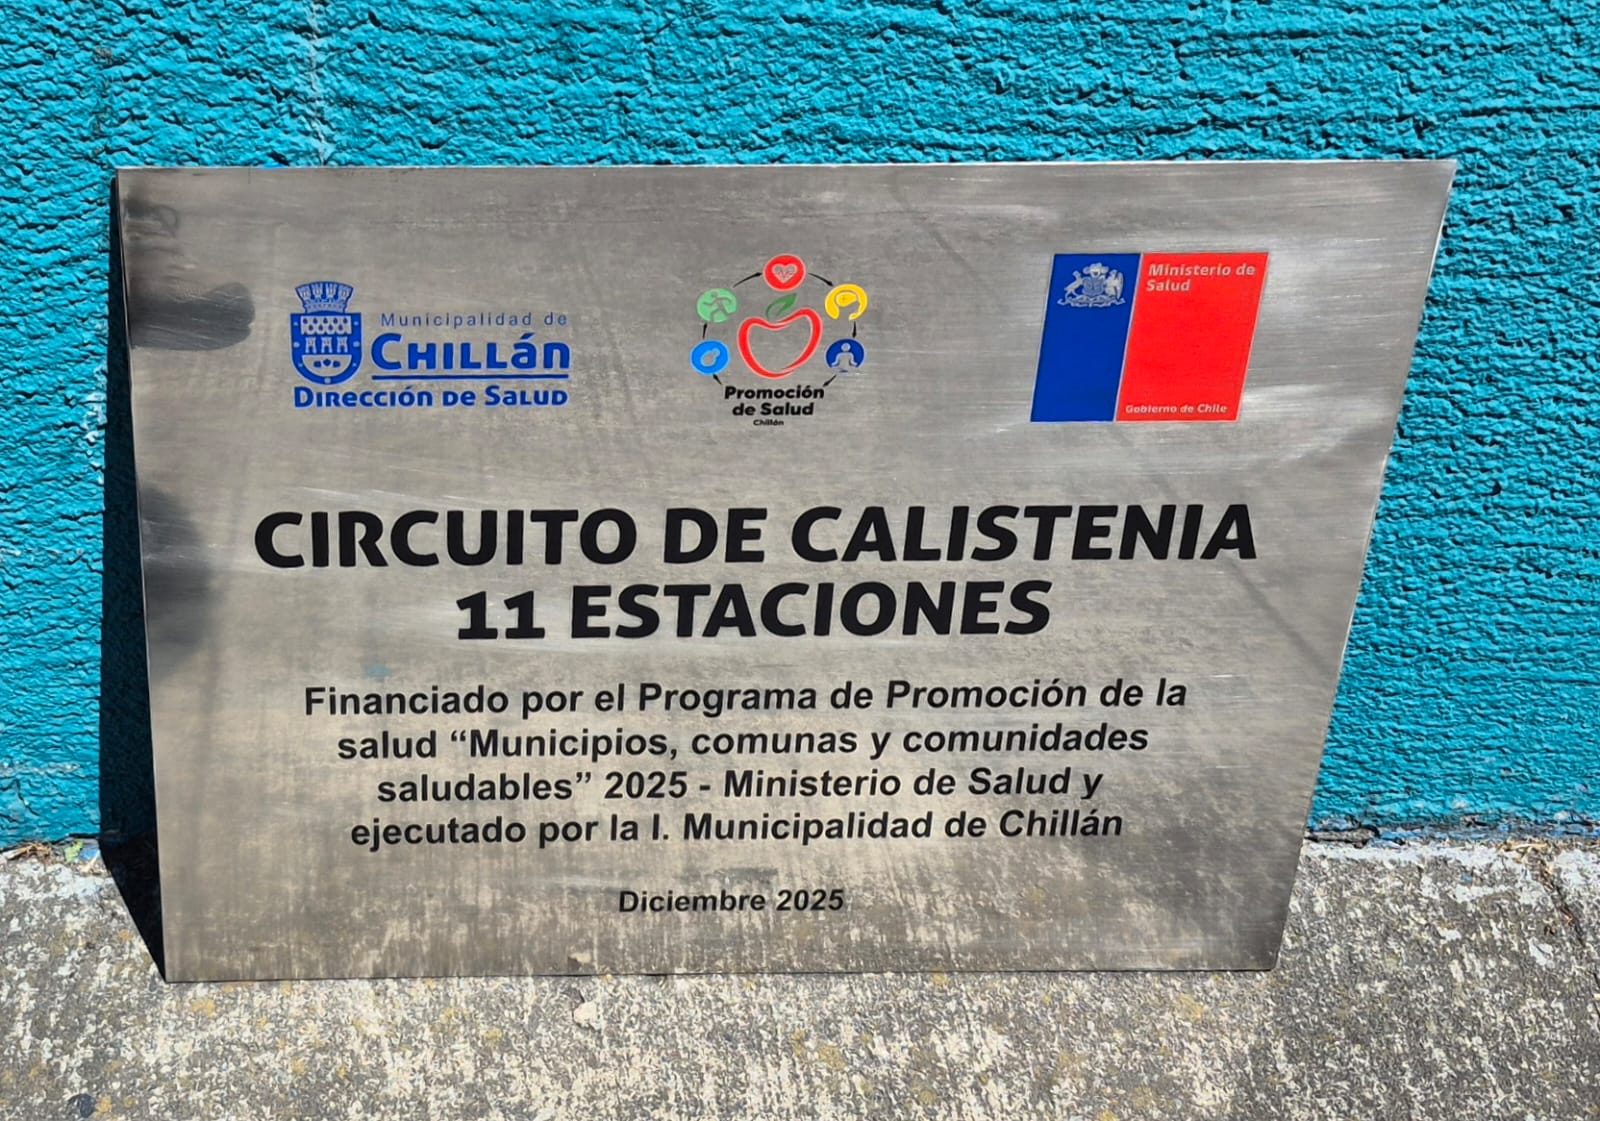 Municipalidad de
CHILLán
DIRección DE SALUD
Promoción
de Salud
Chillán
Ministerio de
Salud
Gobierno de Chile
CIRCUITO DE CALISTENIA
11 ESTACIONES
Financiado por el Programa de Promoción de la
salud “Municipios, comunas y comunidades
saludables” 2025 - Ministerio de Salud y
ejecutado por la I. Municipalidad de Chillán
Diciembre 2025